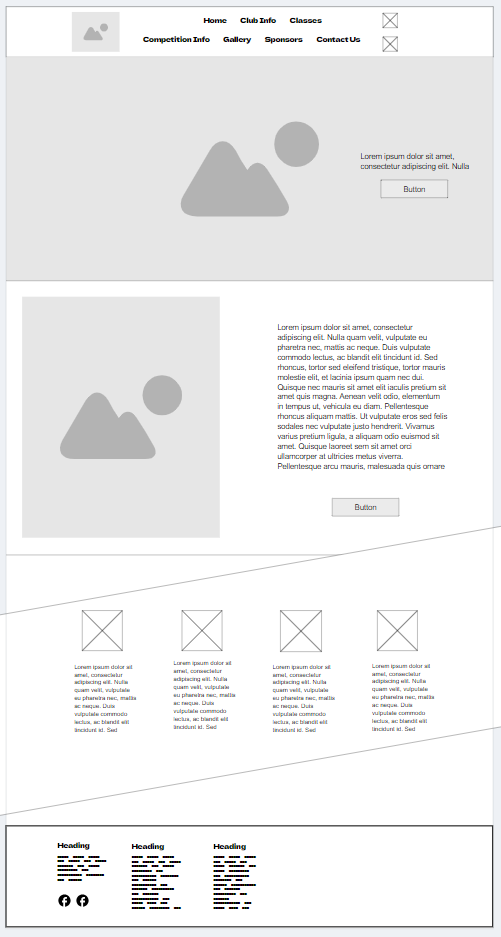 Home Club Info Classes
Competition Info Gallery Sponsors Contact Us
Lorem ipsum dolor sit amet,
consectetur adipiscing elit. Nulla
Button
Lorem ipsum dolor sit amet, consectetur
adipiscing elit. Nulla quam velit, vulputate eu
pharetra nec, mattis ac neque. Duis vulputate
commodo lectus, ac blandit elit tincidunt id. Sed
rhoncus, tortor sed eleifend tristique, tortor mauris
molestie elit, et lacinia ipsum quam nec dui.
Quisque nec mauris sit amet elit iaculis pretium sit
amet quis magna. Aenean velit odio, elementum
in tempus ut, vehicula eu diam. Pellentesque
rhoncus aliquam mattis. Ut vulputate eros sed felis
sodales nec vulputate justo hendrerit. Vivamus
varius pretium ligula, a aliquam odio euismod sit
amet. Quisque laoreet sem sit amet orci
ullamcorper at ultricies metus viverra.
Pellentesque arcu mauris, malesuada quis ornare
Button
Lorem ipsum dolor sit
amet, consectetur
adipiscing elit. Nulla
quam velit, vulputate
eu pharetra nec, mattis
ac neque. Duis
vulputate commodo
lectus, ac blandit elit
tincidunt id. Sed
Lorem ipsum dolor sit
amet, consectetur
adipiscing elit. Nulla
quam velit, vulputate
eu pharetra nec, mattis
ac neque. Duis
vulputate commodo
lectus, ac blandit elit
tincidunt id. Sed
Lorem ipsum dolor sit
amet, consectetur
adipiscing elit. Nulla
quam velit, vulputate
eu pharetra nec, mattis
ac neque. Duis
vulputate commodo
lectus, ac blandit elit
tincidunt id. Sed
Lorem ipsum dolor sit
amet, consectetur
adipiscing elit. Nulla
quam velit, vulputate
eu pharetra nec, mattis
ac neque. Duis
vulputate commodo
lectus, ac blandit elit
tincidunt id. Sed
Heading
Heading
Heading